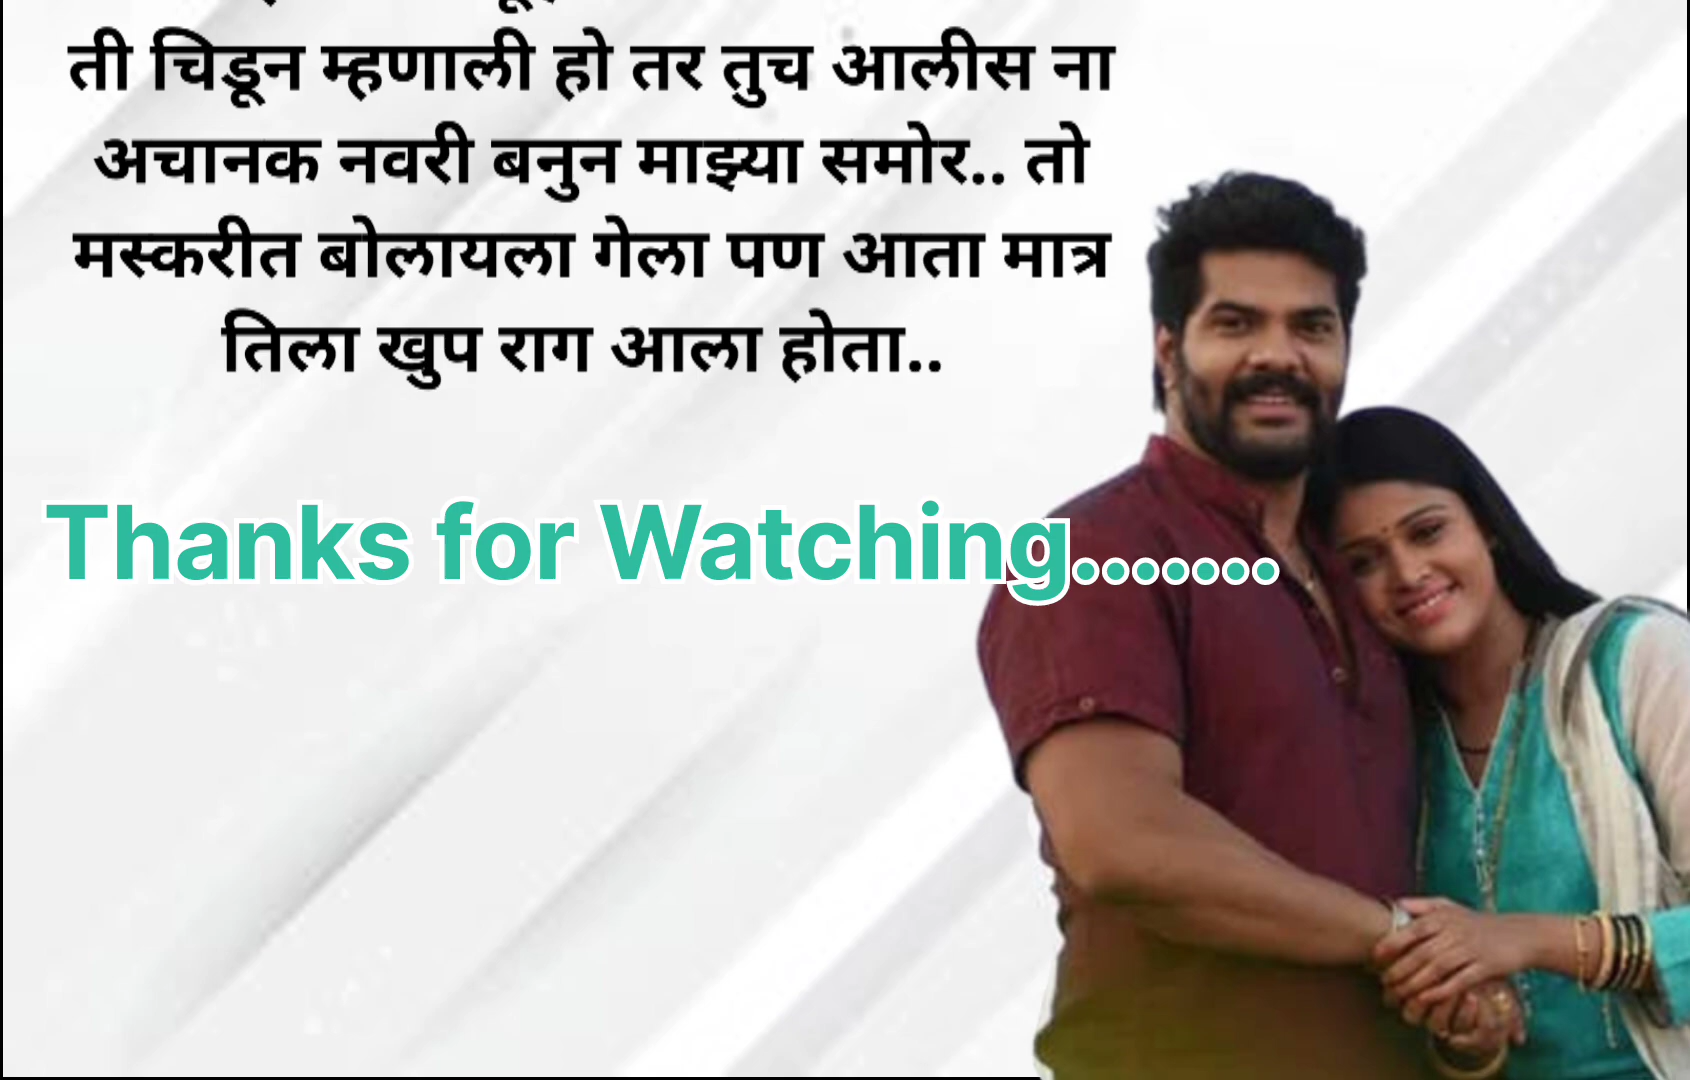 ती चिडून म्हणाली हो तर तुच आलीस ना
अचानक नवरी बनुन माझ्या समोर.. तो
मस्करीत बोलायला गेला पण आता मात्र
तिला खुप राग आला होता..
Thanks for Watching.......